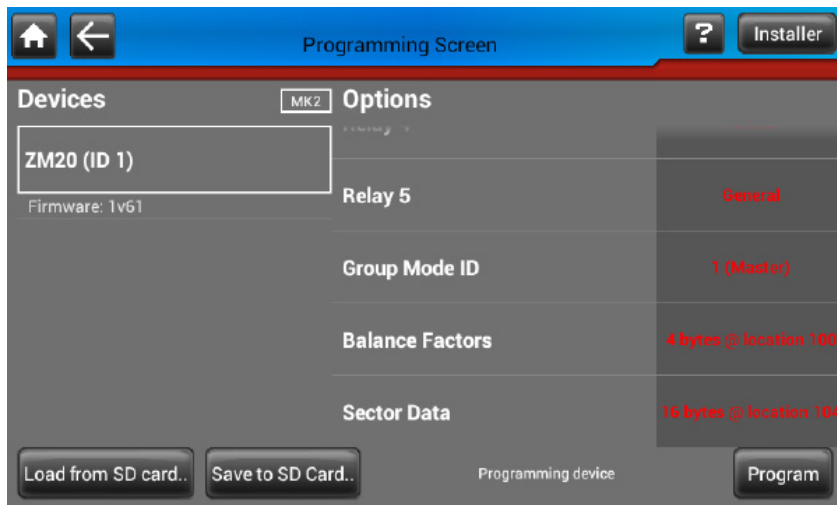 Programming Screen
?
Installer
Devices
MK2
Options
ZM20 (ID 1)
Firmware: 1v61
Relay 5
General
Group Mode ID
1 (Master)
Balance Factors
4 bytes @ location 100
Sector Data
16 bytes @ location 104
Load from SD card..
Save to SD Card..
Programming device
Program